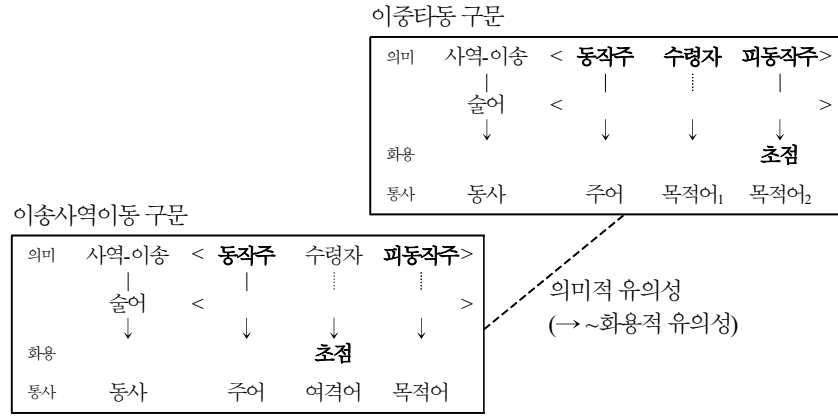 이중타동 구문
의미 사역-이송 < 동작주 수령자 피동작주>
술어 < >
화용 초점
통사 동사 주어 목적어₁ 목적어₂
이송사역이동 구문
의미 사역-이송 < 동작주 수령자 피동작주>
술어 < >
화용 초점
통사 동사 주어 여격어 목적어
의미적 유의성
(→ ~화용적 유의성)